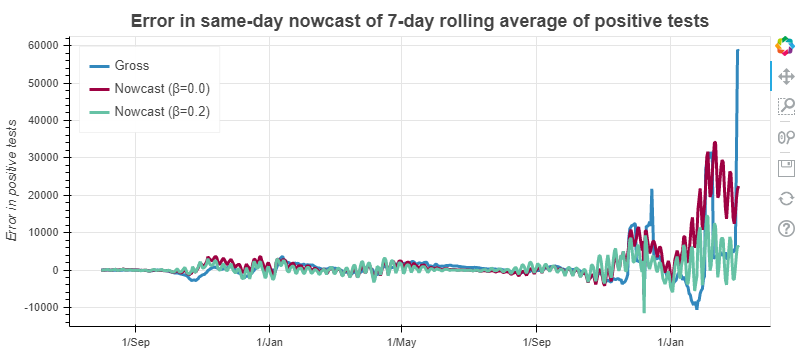 Error in same-day nowcast of 7-day rolling average of positive tests
Error in positive tests
60000
50000
40000
30000
20000
10000
0
-10000
Gross
Nowcast (β=0.0)
Nowcast (β=0.2)
1/Sep
1/Jan
1/May
1/Sep
1/Jan